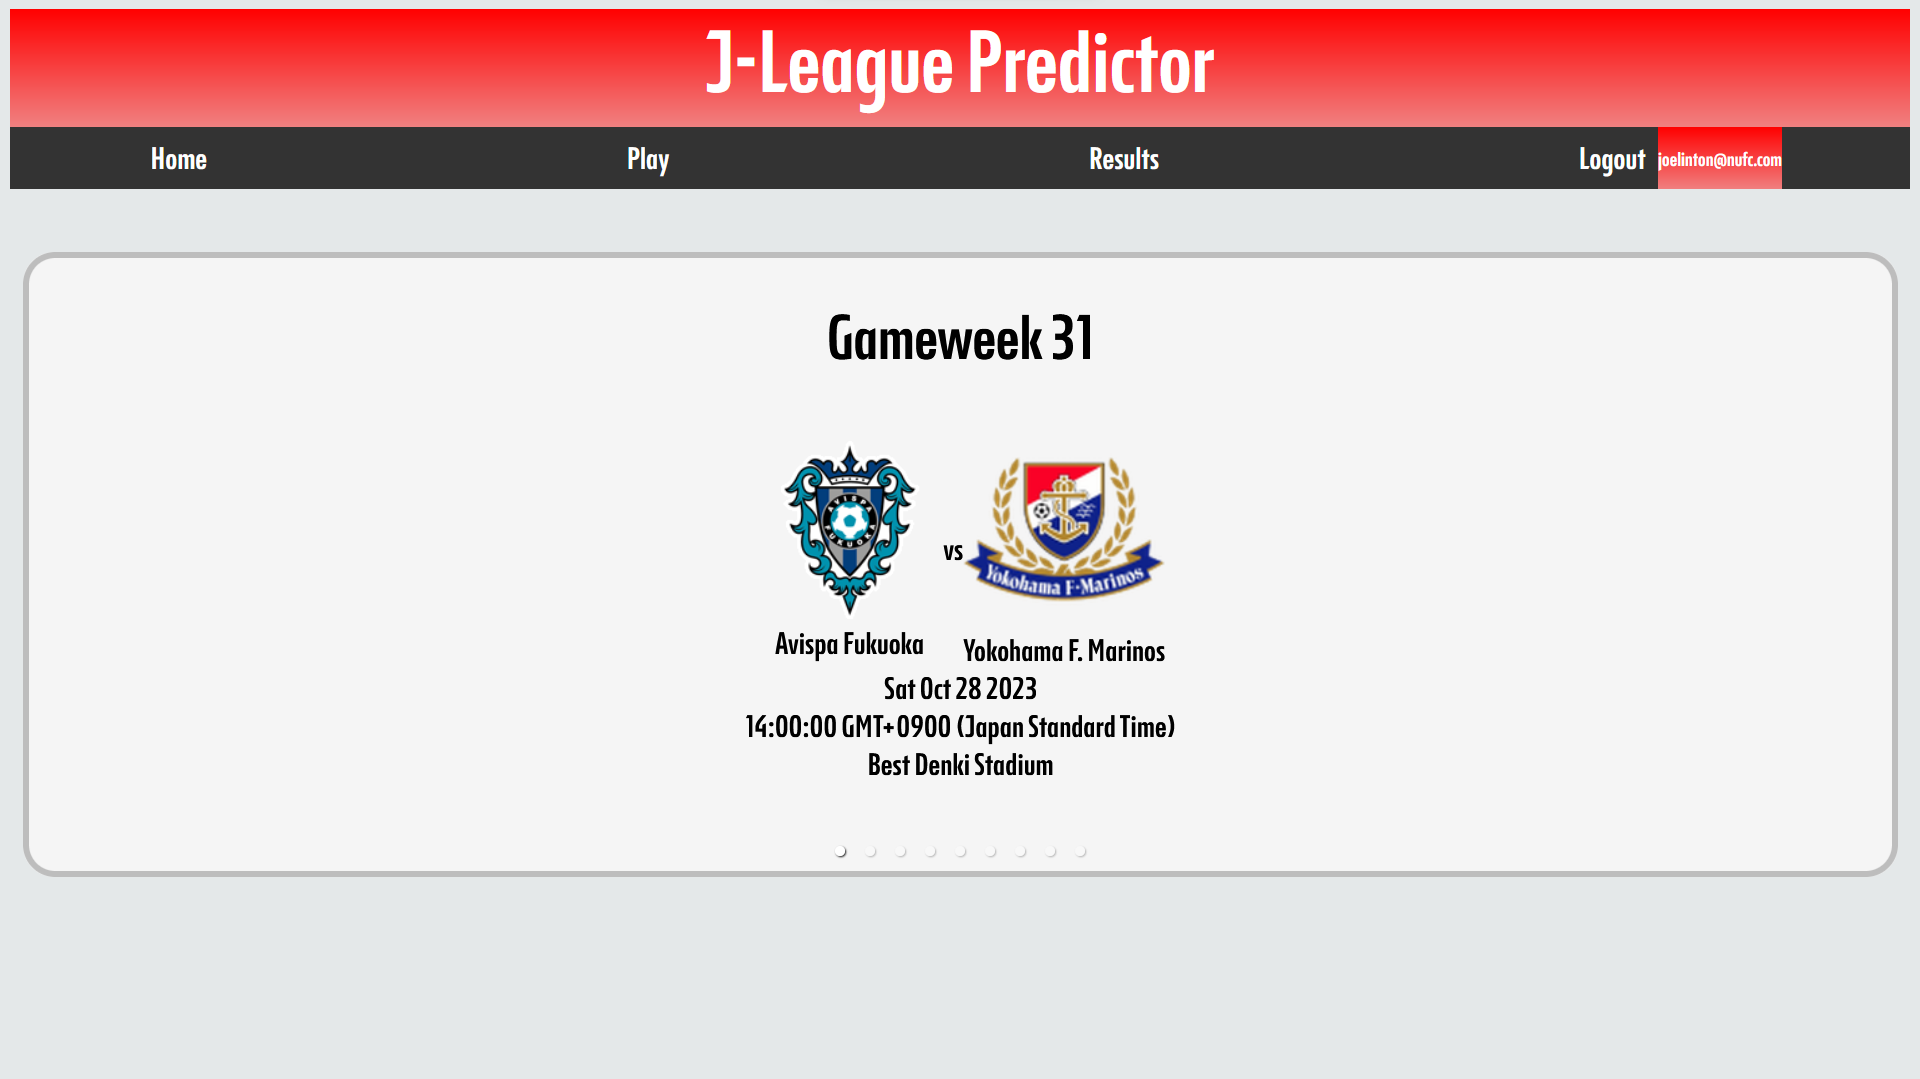 J-League Predictor
Home Play Results Logout joelinton@nufc.com
Gameweek 31
AVISPA
FUKUOKA
vs
Yokohama F·Marinos
Avispa Fukuoka Yokohama F. Marinos
Sat Oct 28 2023
14:00:00 GMT+0900 (Japan Standard Time)
Best Denki Stadium